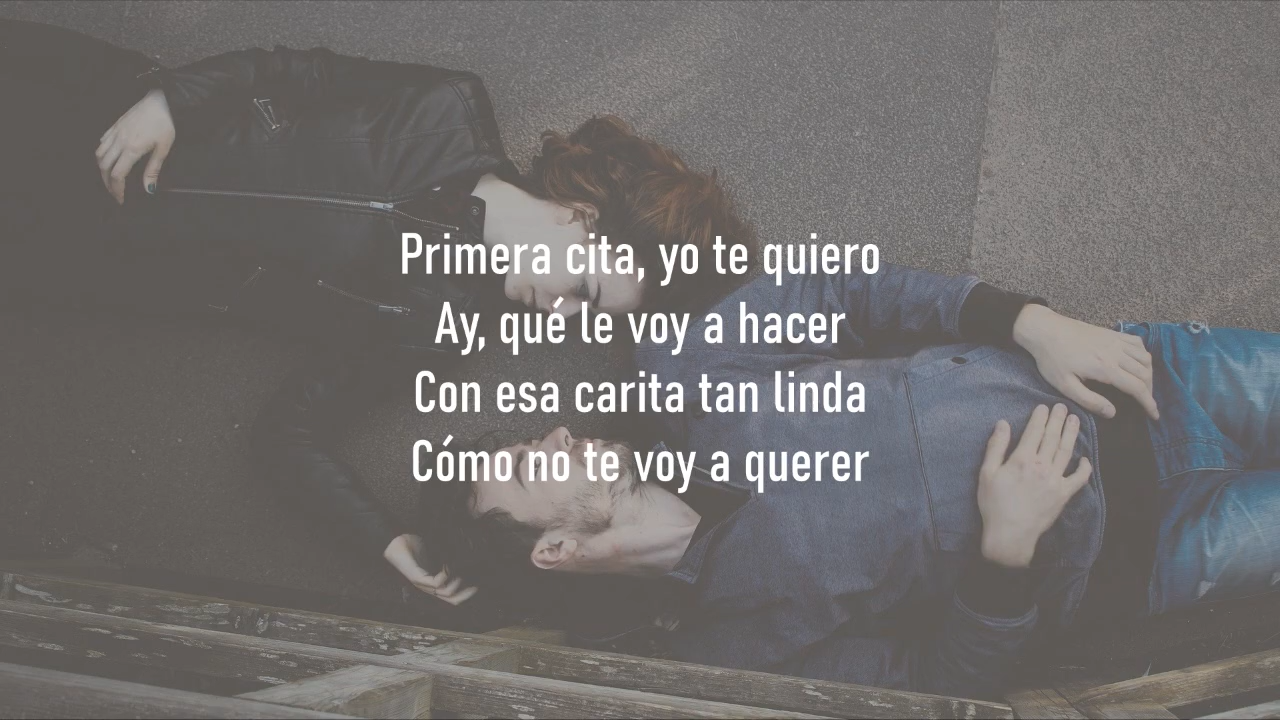 Primera cita, yo te quiero
Ay, qué le voy a hacer
Con esa carita tan linda
Cómo no te voy a querer